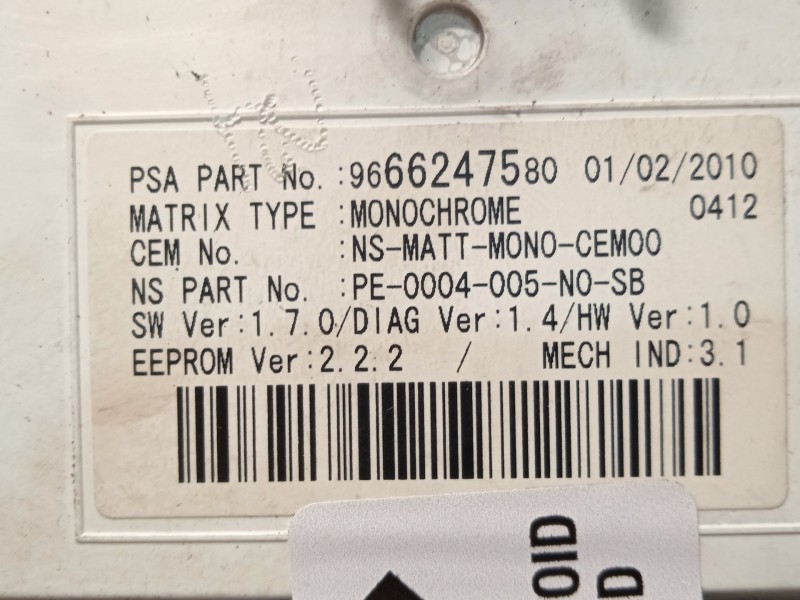 PSA PART No. :9666247580 01/02/2010
MATRIX TYPE :MONOCHROME 0412
CEM No. :NS-MATT-MONO-CEM00
NS PART No. :PE-0004-005-NO-SB
SW Ver:1.7.0/DIAG Ver:1.4/HW Ver:1.0
EEPROM Ver:2.2.2 / MECH IND:3.1
OID
D